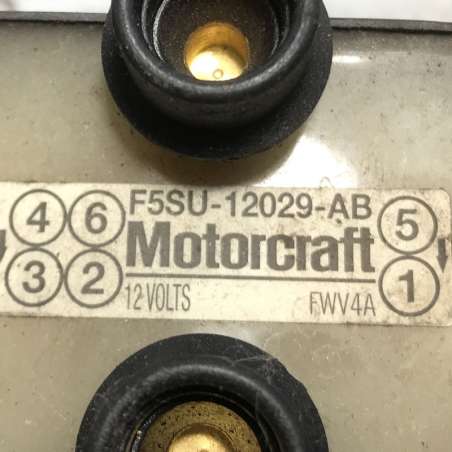 4 6 F5SU-12029-AB 5
Motorcraft
3 2 12 VOLTS FWV4A 1